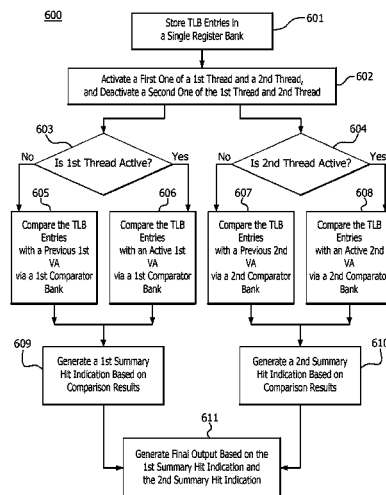 600
Store TLB Entries in
a Single Register Bank
601
Activate a First One of a 1st Thread and a 2nd Thread,
and Deactivate a Second One of the 1st Thread and 2nd Thread
602
603
Is 1st Thread Active?
No
Yes
604
Is 2nd Thread Active?
No
Yes
605
Compare the TLB
Entries
with a Previous 1st
VA
via a 1st Comparator
Bank
606
Compare the TLB
Entries
with an Active 1st
VA
via a 1st Comparator
Bank
607
Compare the TLB
Entries
with a Previous 2nd
VA
via a 2nd Comparator
Bank
608
Compare the TLB
Entries
with an Active 2nd
VA
via a 2nd Comparator
Bank
609
Generate a 1st Summary
Hit Indication Based on
Comparison Results
610
Generate a 2nd Summary
Hit Indication Based on
Comparison Results
611
Generate Final Output Based on the
1st Summary Hit Indication and
the 2nd Summary Hit Indication